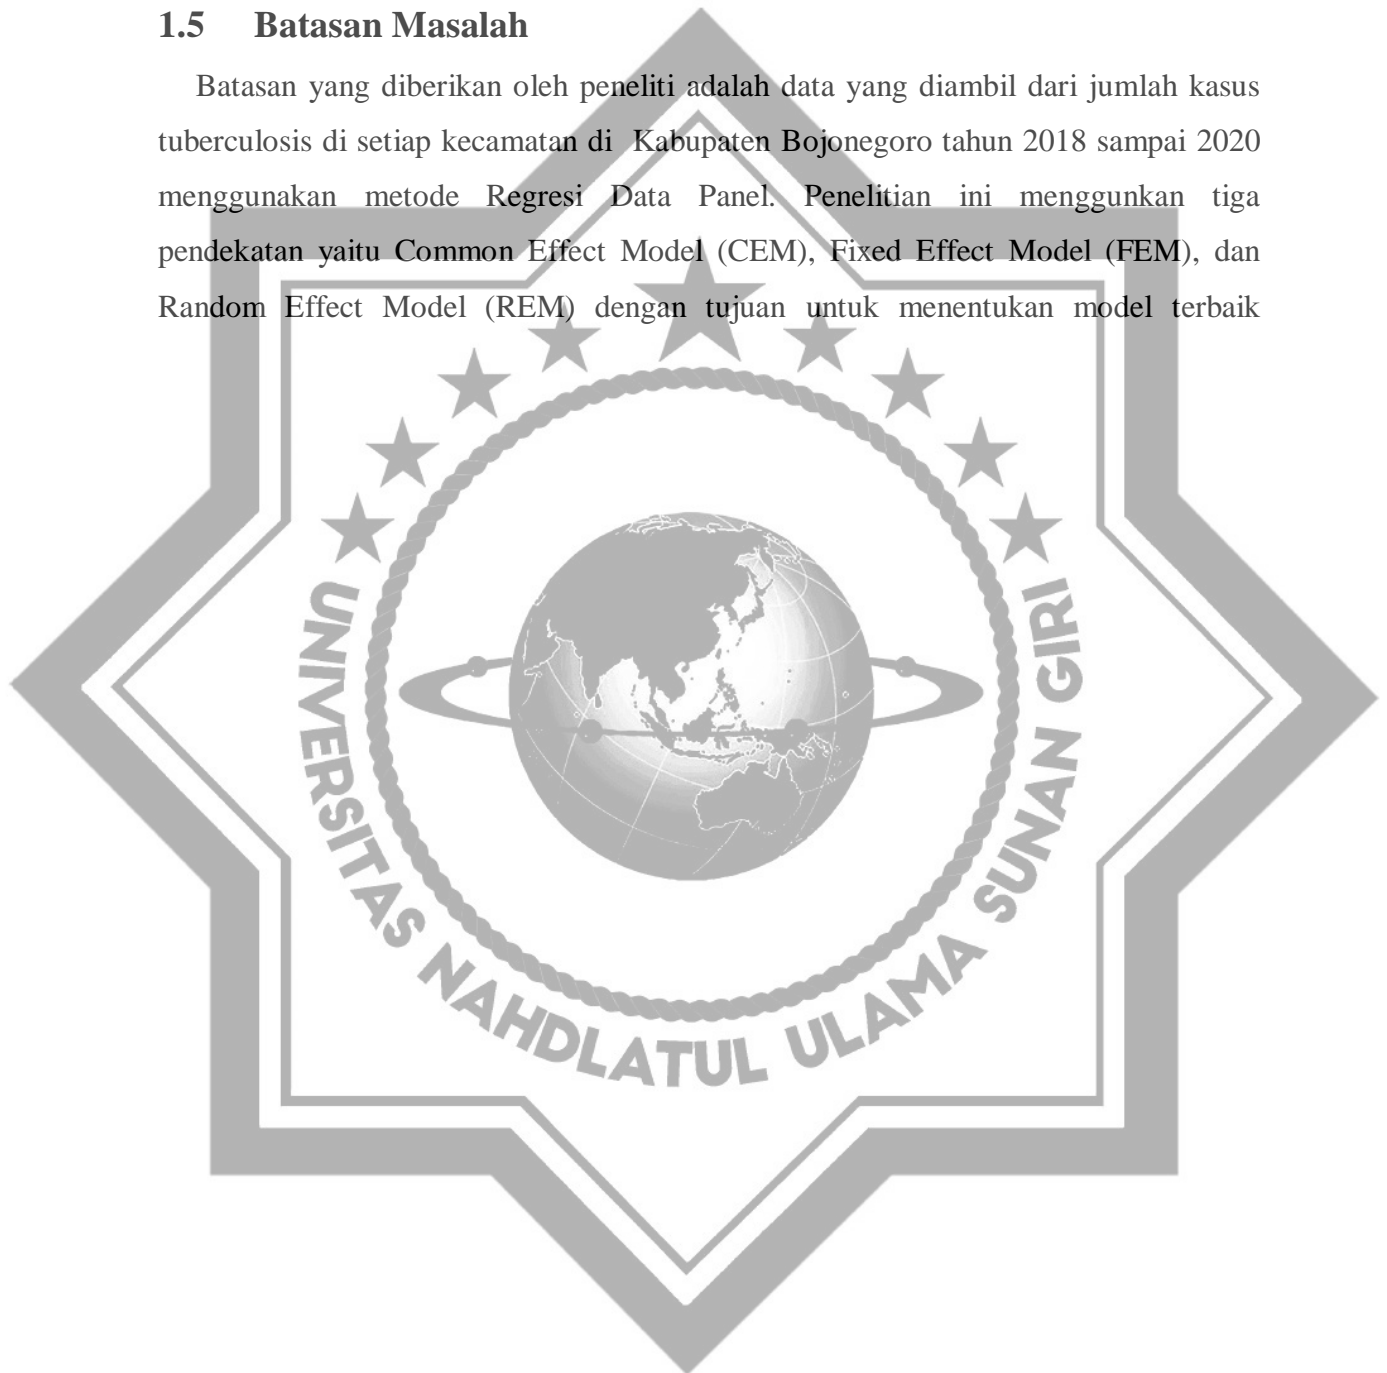 1.5 Batasan Masalah
Batasan yang diberikan oleh peneliti adalah data yang diambil dari jumlah kasus
tuberculosis di setiap kecamatan di Kabupaten Bojonegoro tahun 2018 sampai 2020
menggunakan metode Regresi Data Panel. Penelitian ini menggunkan tiga
pendekatan yaitu Common Effect Model (CEM), Fixed Effect Model (FEM), dan
Random Effect Model (REM) dengan tujuan untuk menentukan model terbaik
UNIVERSITAS NAHDLATUL ULAMA SUNAN GIRI